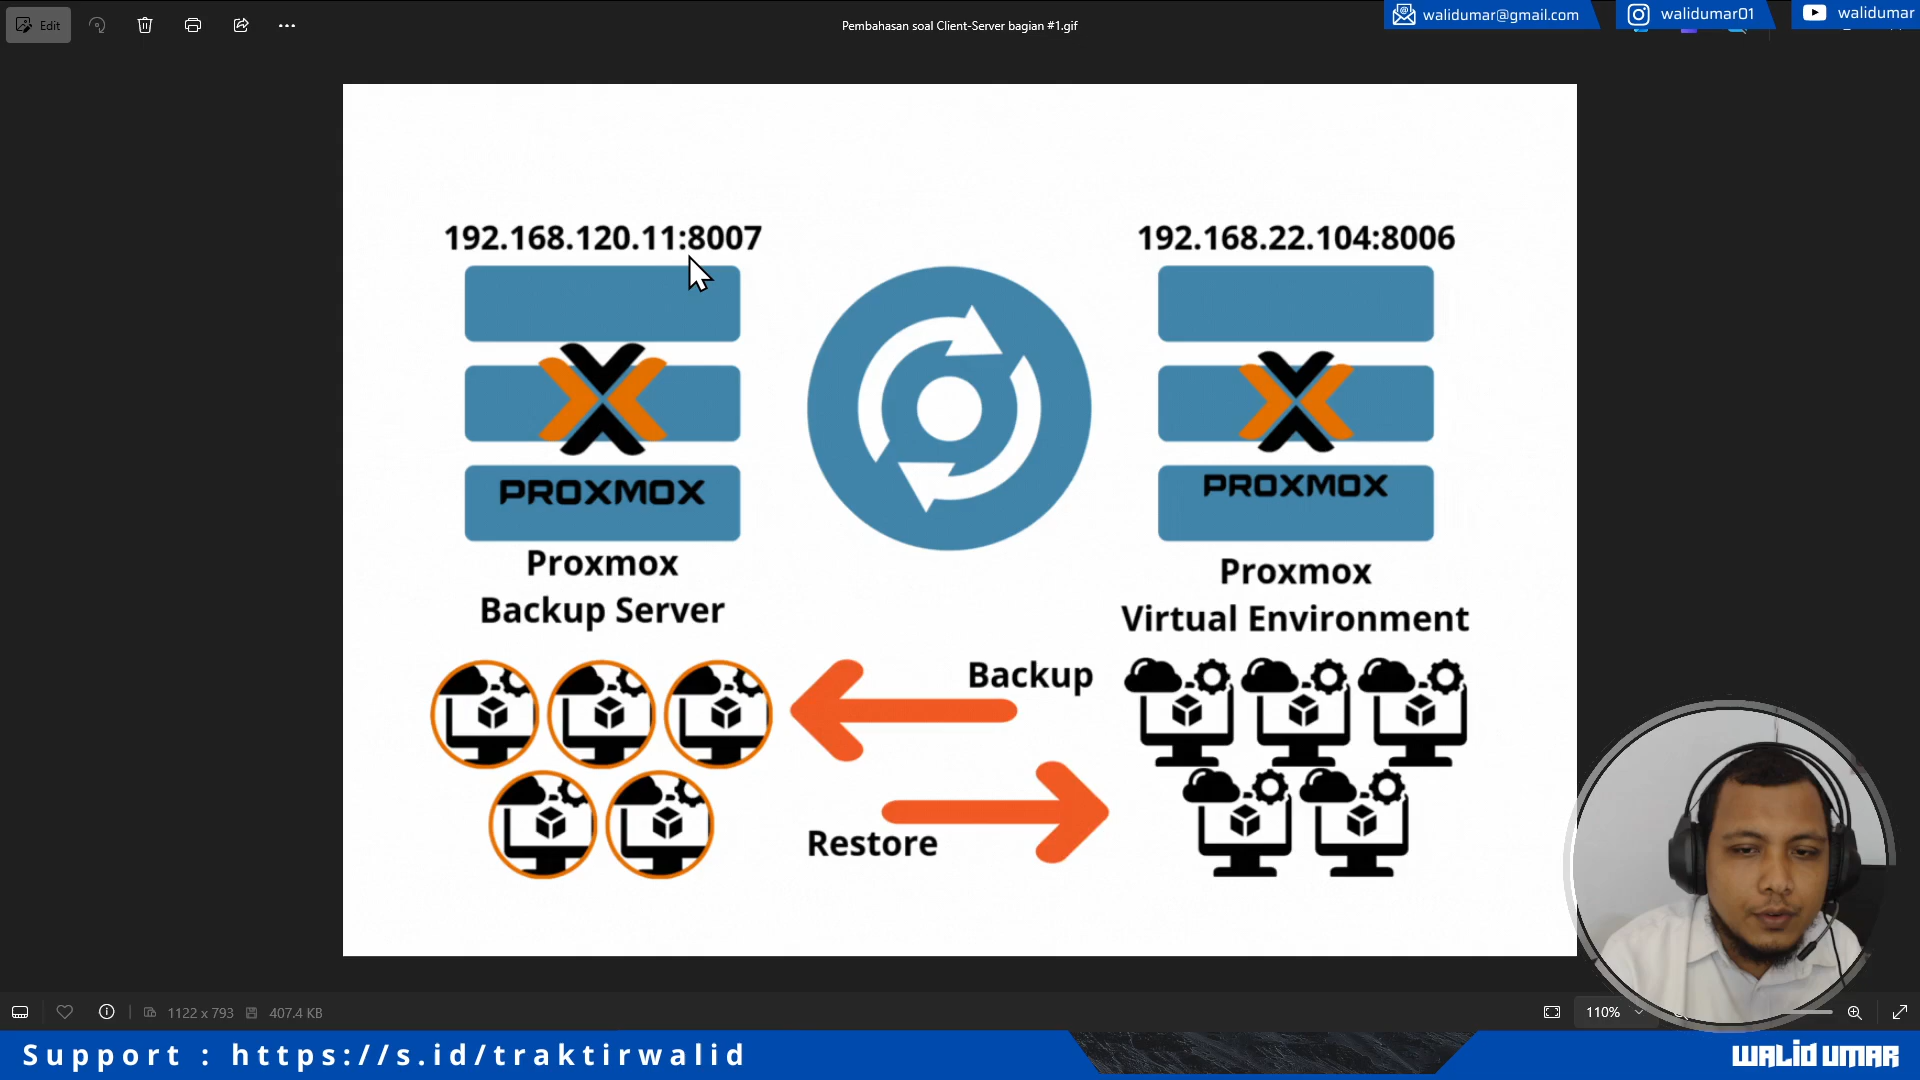 Edit
Pembahasan soal Client-Server bagian #1.gif
walidumar@gmail.com
walidumar01
walidumar
192.168.120.11:8007
192.168.22.104:8006
PROXMOX
PROXMOX
Proxmox
Backup Server
Proxmox
Virtual Environment
Backup
Restore
1122 x 793
407.4 KB
110%
Support : https://s.id/traktirwalid
WALID UMAR